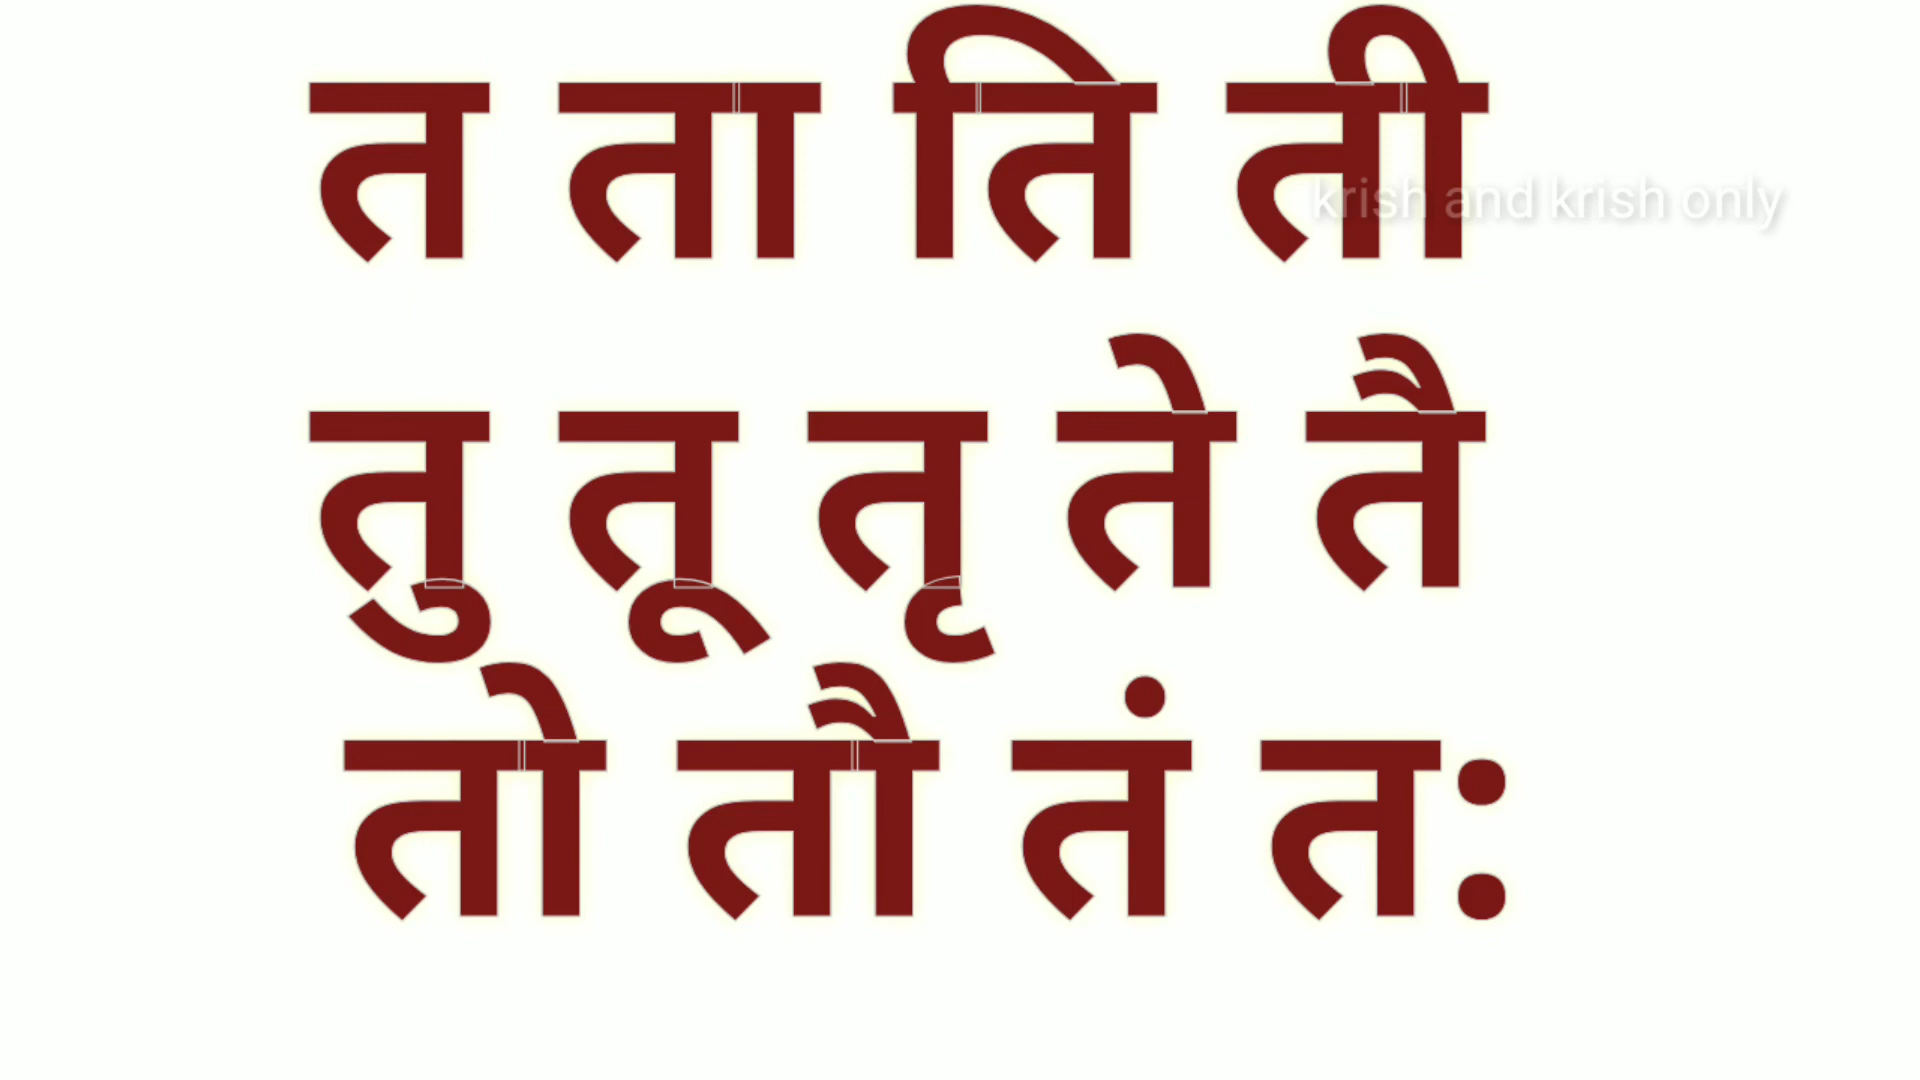 त ता ति ती
krish and krish only
तु तू तृ ते तै
तो तौ तं त: